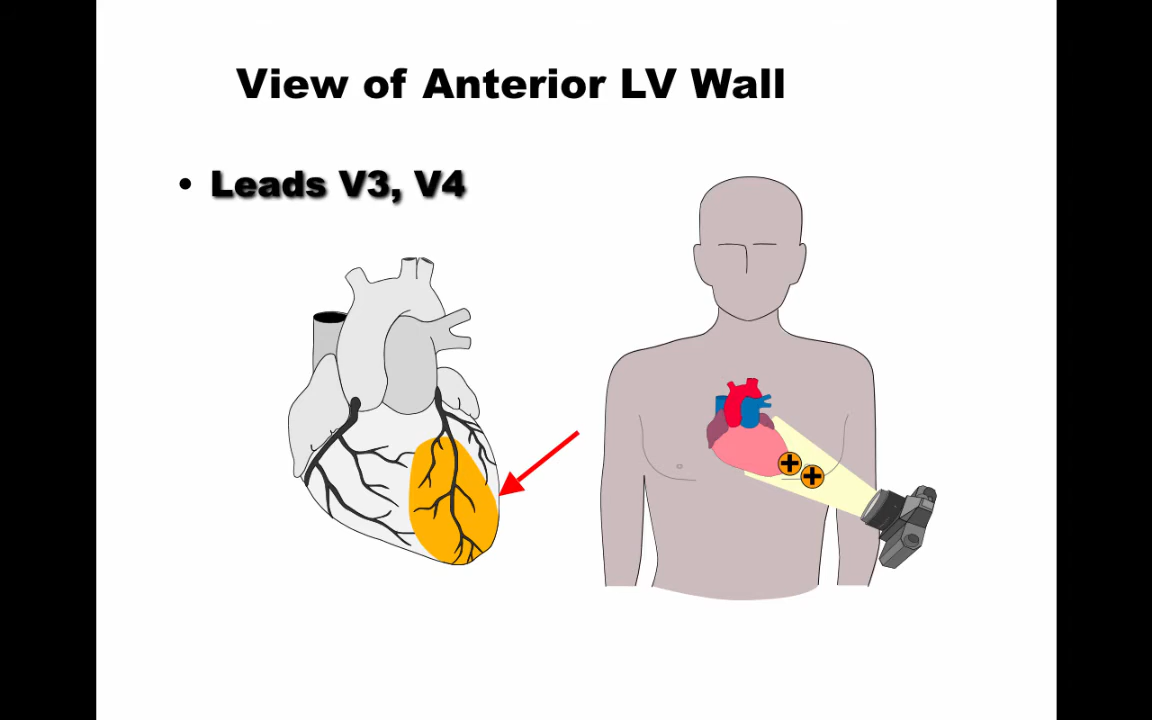 View of Anterior LV Wall
• Leads V3, V4